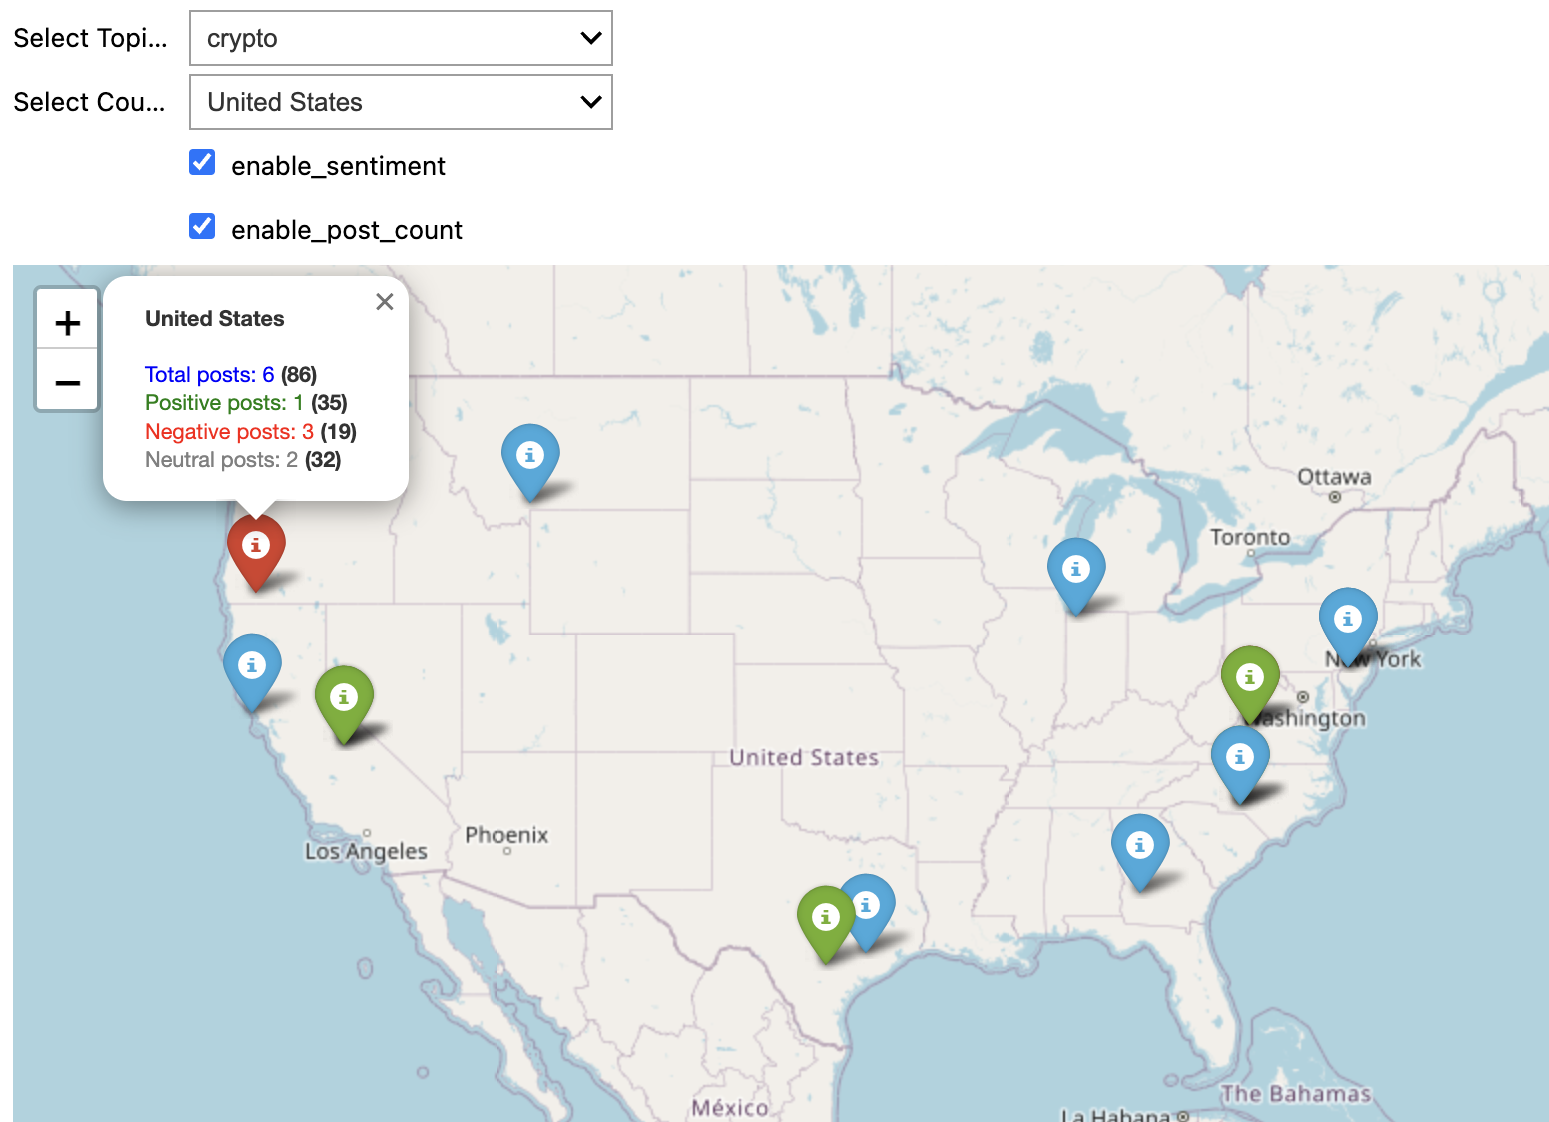 Select Topi...
crypto
Select Cou...
United States
enable_sentiment
enable_post_count
+
−
United States
Total posts: 6 (86)
Positive posts: 1 (35)
Negative posts: 3 (19)
Neutral posts: 2 (32)
Ottawa
Toronto
New York
Washington
United States
Phoenix
Los Angeles
The Bahamas
México
La Habana